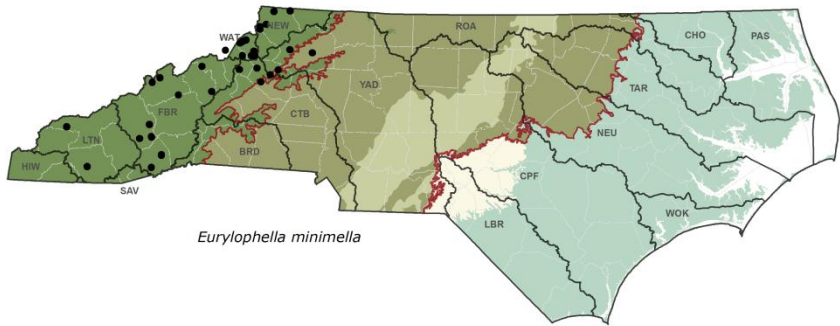 NEW
ROA
WAT
CHO
PAS
YAD
TAR
FBR
CTB
LTN
NEU
BRD
HIW
CPF
SAV
WOK
LBR
Eurylophella minimella